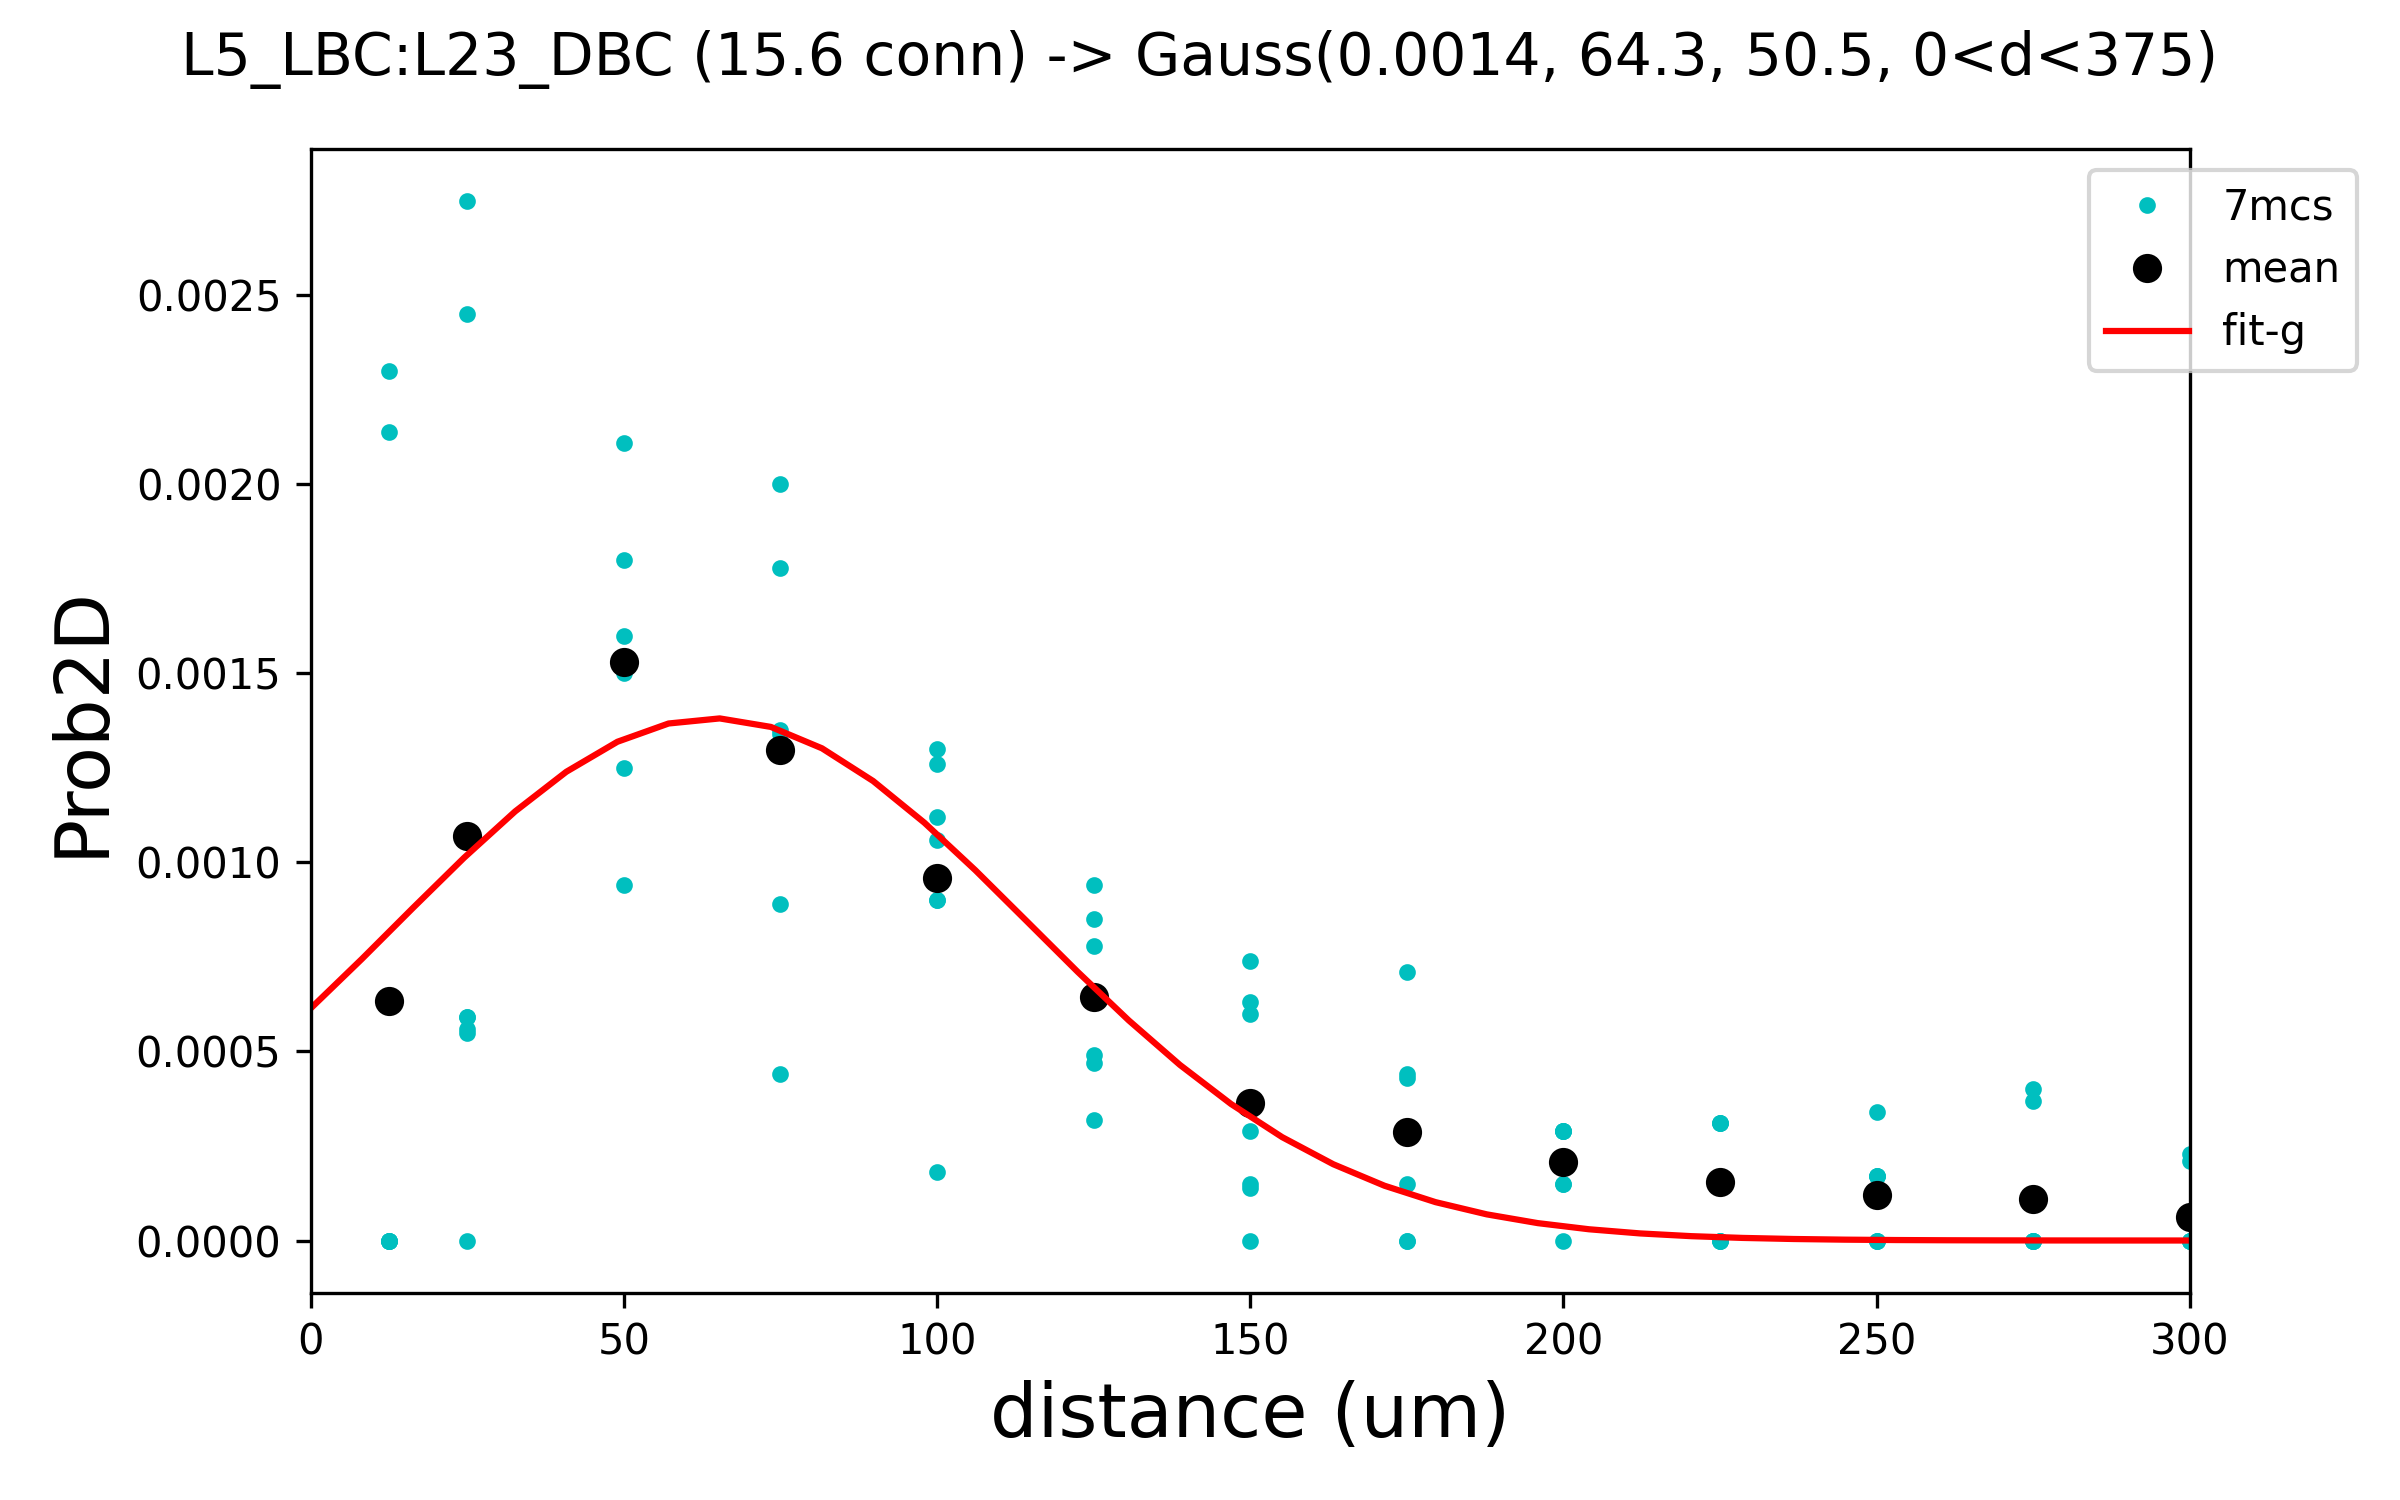 L5_LBC:L23_DBC (15.6 conn) -> Gauss(0.0014, 64.3, 50.5, 0<d<375)
7mcs
mean
fit-g
Prob2D
0.0025
0.0020
0.0015
0.0010
0.0005
0.0000
0 50 100 150 200 250 300
distance (um)